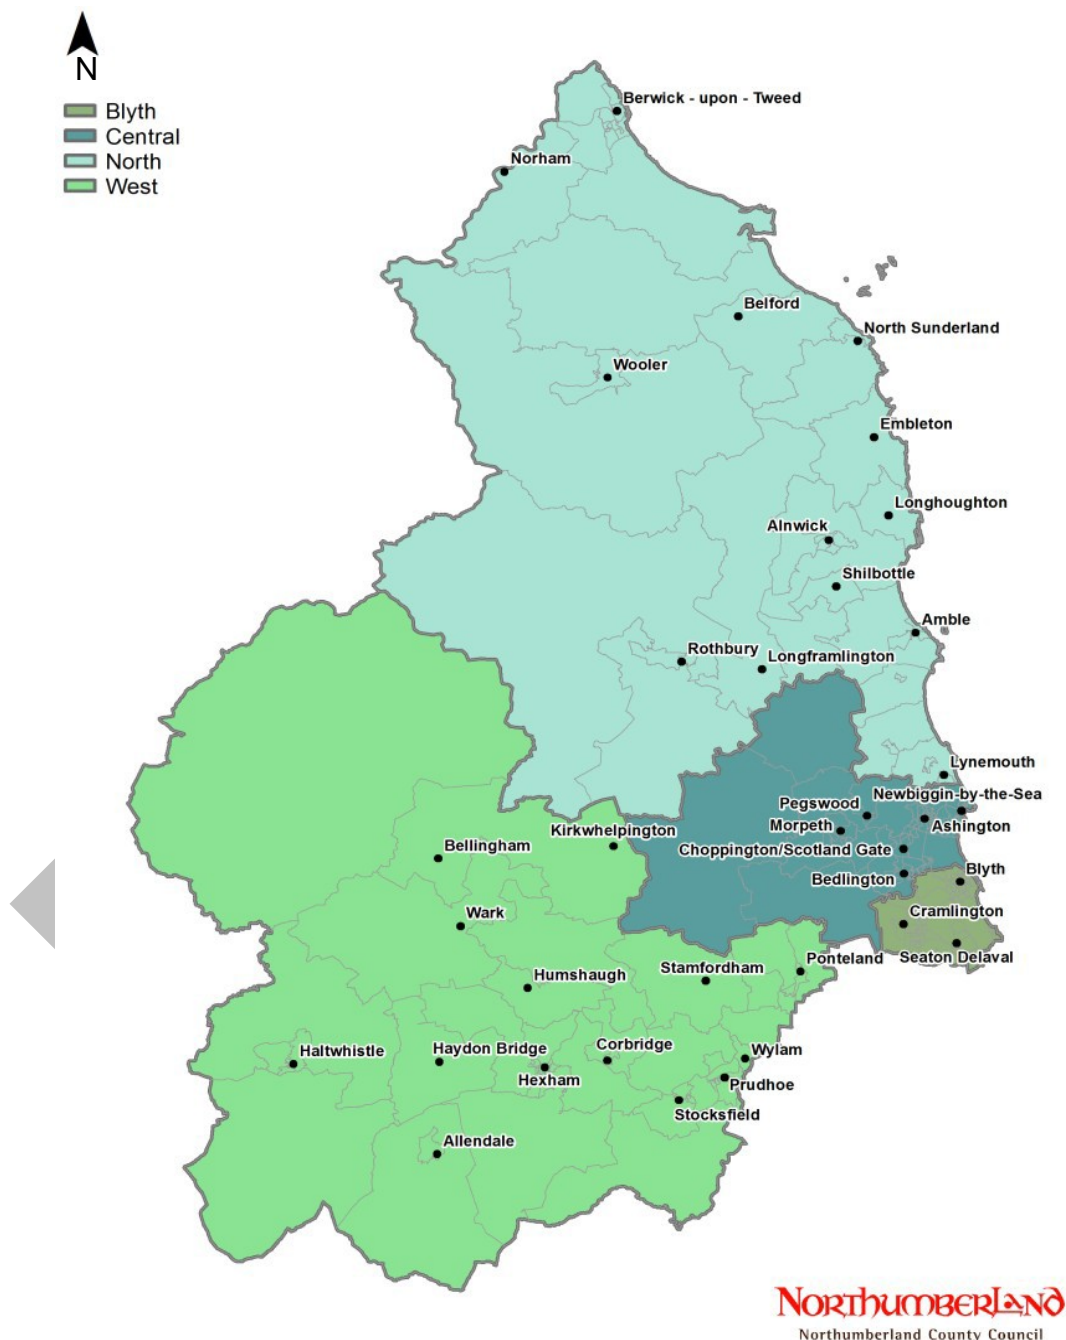 N
Blyth
Central
North
West
Berwick - upon - Tweed
Norham
Belford
North Sunderland
Wooler
Embleton
Longhoughton
Alnwick
Shilbottle
Amble
Rothbury
Longframlington
Lynemouth
Newbiggin-by-the-Sea
Pegswood
Morpeth
Ashington
Kirkwhelpington
Bellingham
Choppington/Scotland Gate
Blyth
Bedlington
Wark
Cramlington
Seaton Delaval
Ponteland
Stamfordham
Humshaugh
Haltwhistle
Haydon Bridge
Corbridge
Wylam
Hexham
Prudhoe
Stocksfield
Allendale
Northumberland
Northumberland County Council